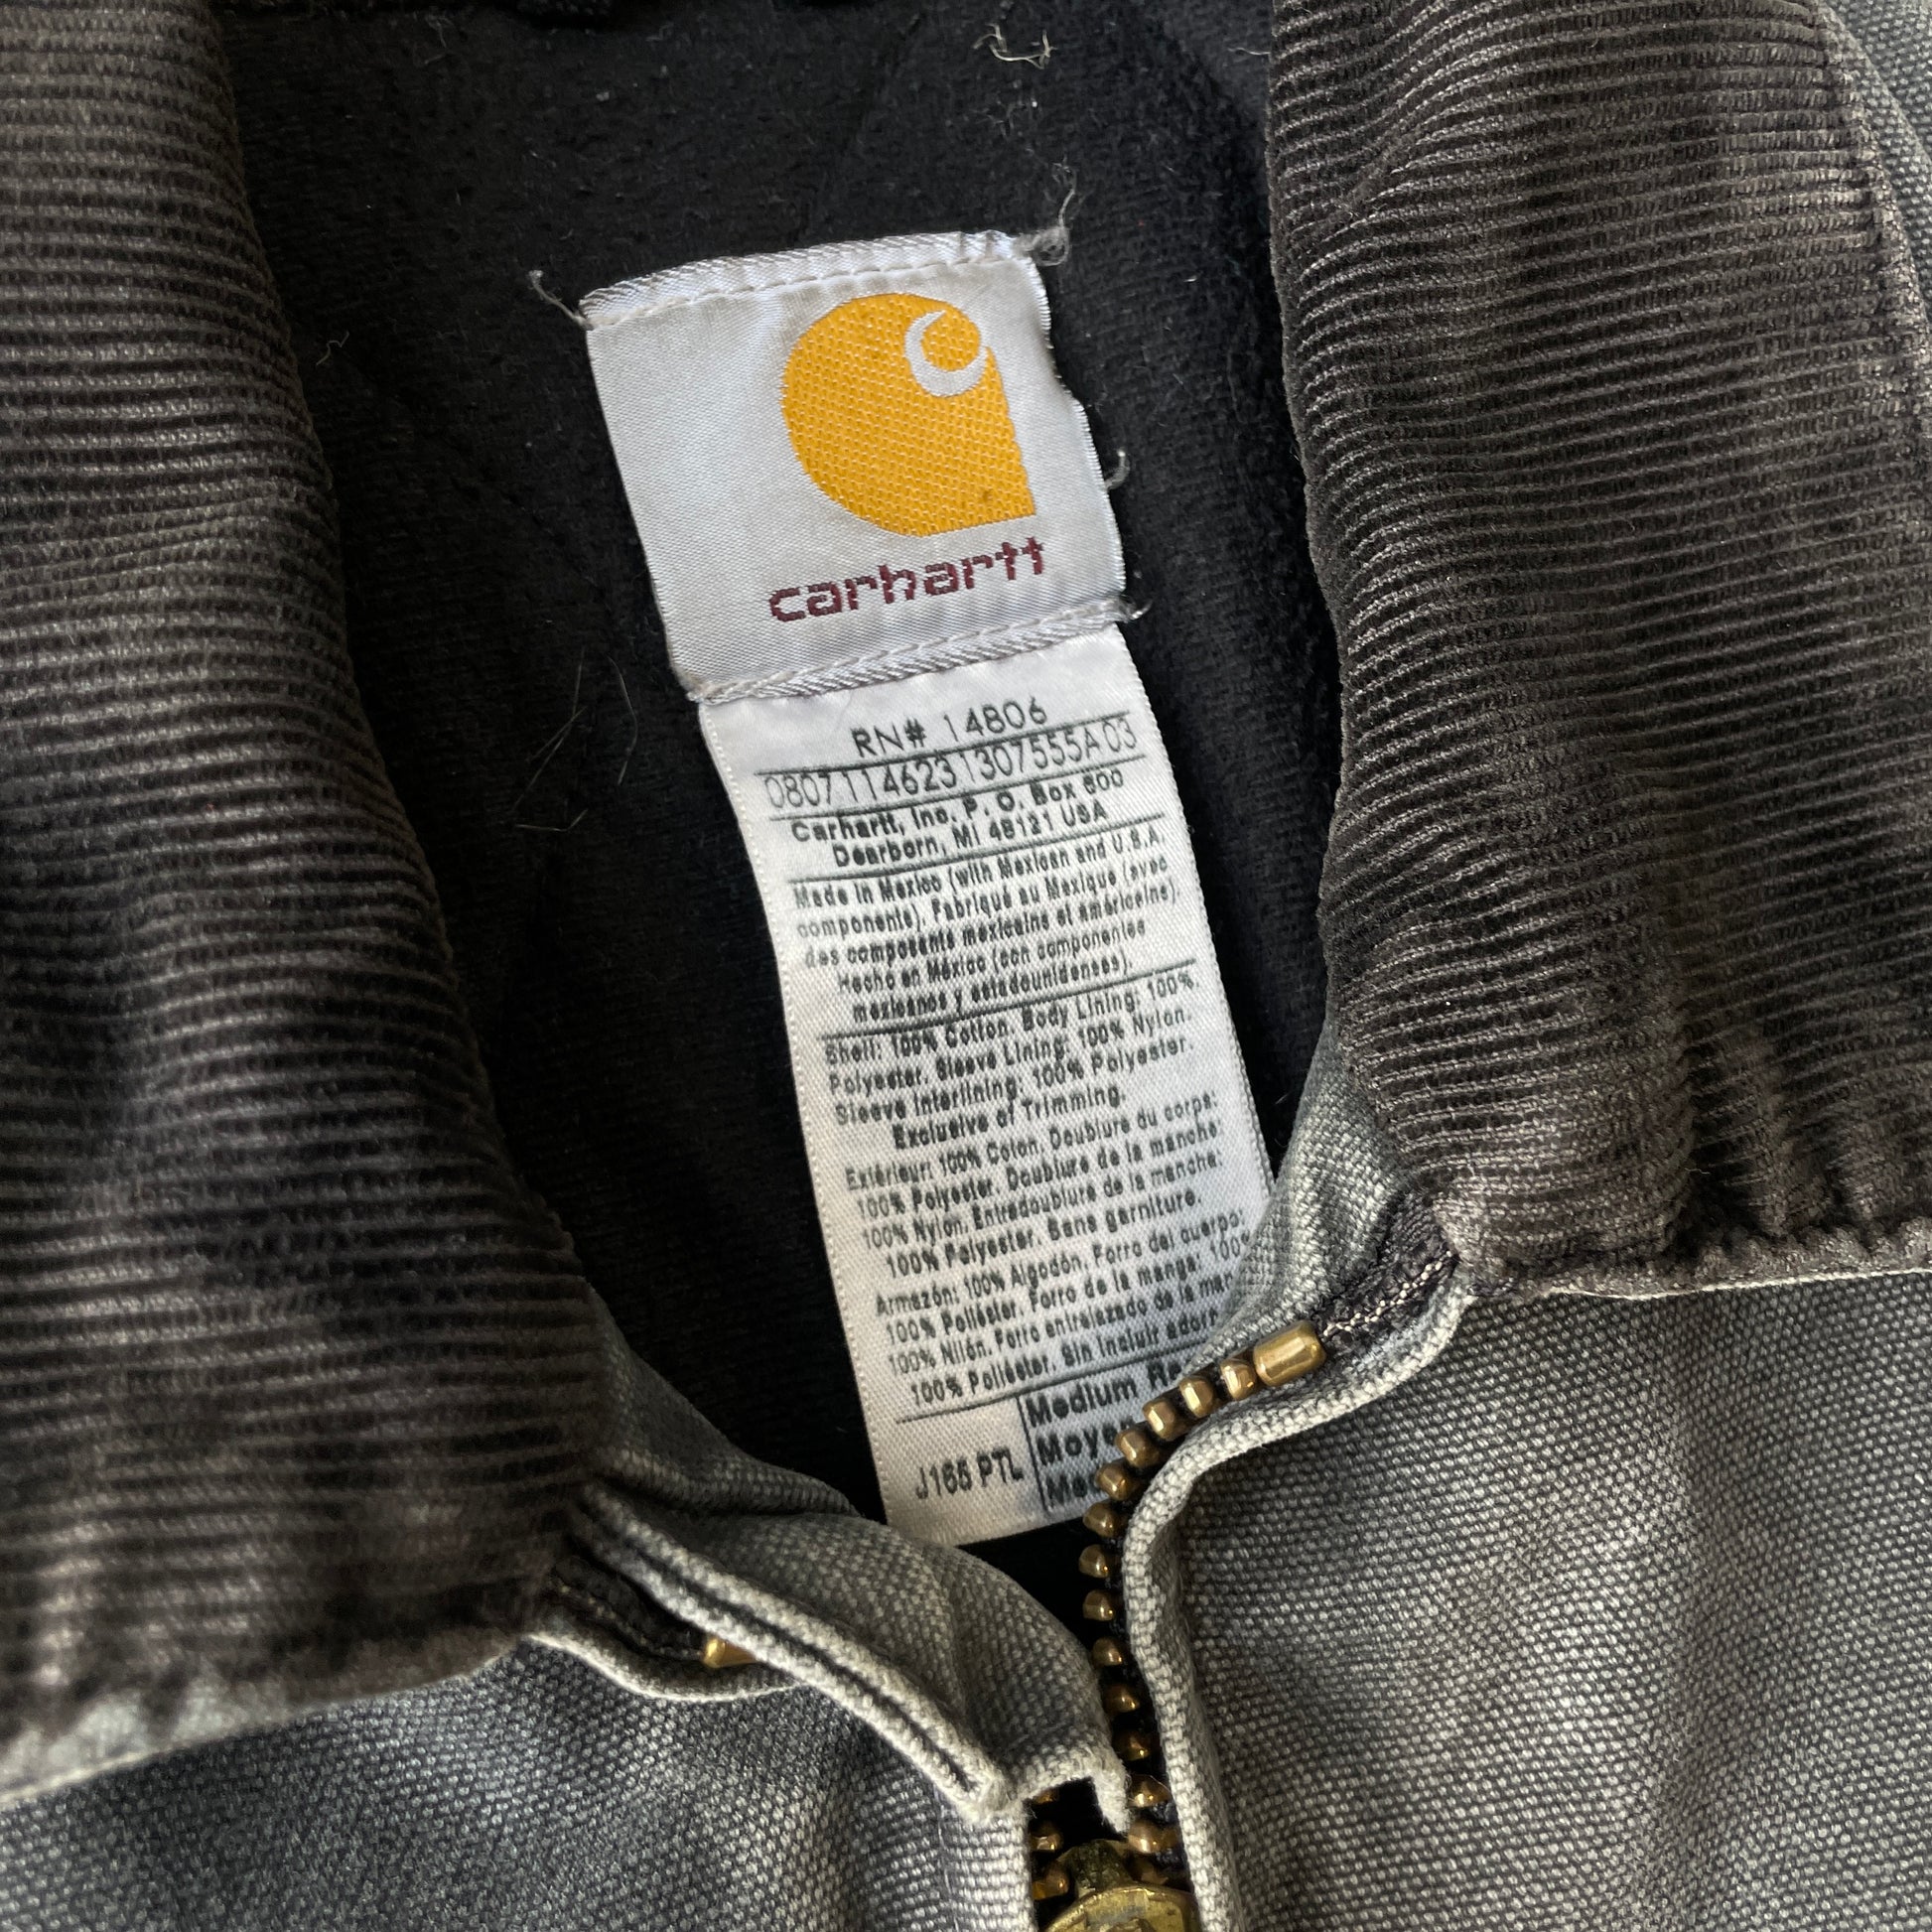 carhartt
RN# 14806
0807114623 1307555A 03
Carhartt, Inc. P. O. Box 600
Dearborn, MI 48121 USA
Made in Mexico (with Mexican and U.S.A.
components). Fabriqué au Mexique (avec
des composants mexicains et américains).
Hecho en México (con componentes
mexicanos y estadounidenses).
Shell: 100% Cotton. Body Lining: 100%
Polyester. Sleeve Lining: 100% Nylon.
Sleeve Interlining: 100% Polyester.
Exclusive of Trimming.
Extérieur: 100% Coton. Doublure du corps:
100% Polyester. Doublure de la manche:
100% Nylon. Entredoublure de la manche:
100% Polyester. Sans garniture.
Armazón: 100% Algodón. Forro del cuerpo:
100% Poliéster. Forro de la manga: 100%
100% Nilón. Forro entrelazado de la
100% Poliéster. Sin incluir
Medium
J165 PTL